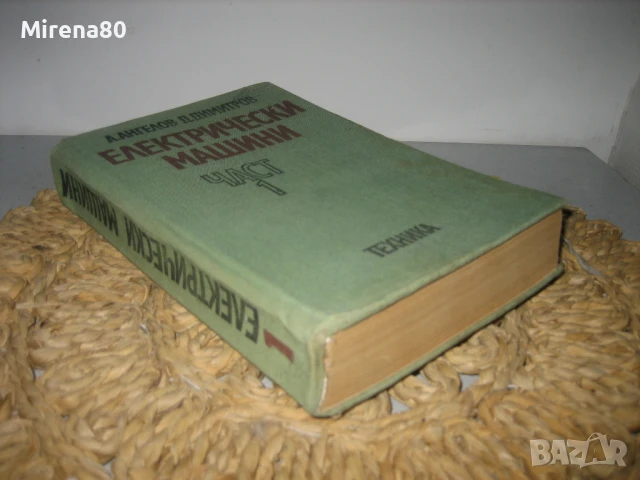 Mirena80
А. АНГЕЛОВ Д. ДИМИТРОВ
ЕЛЕКТРИЧЕСКИ
МАШИНИ
ЧАСТ
1
ТЕХНИКА
1 ЕЛЕКТРИЧЕСКИ МАШИНИ
BAZAR